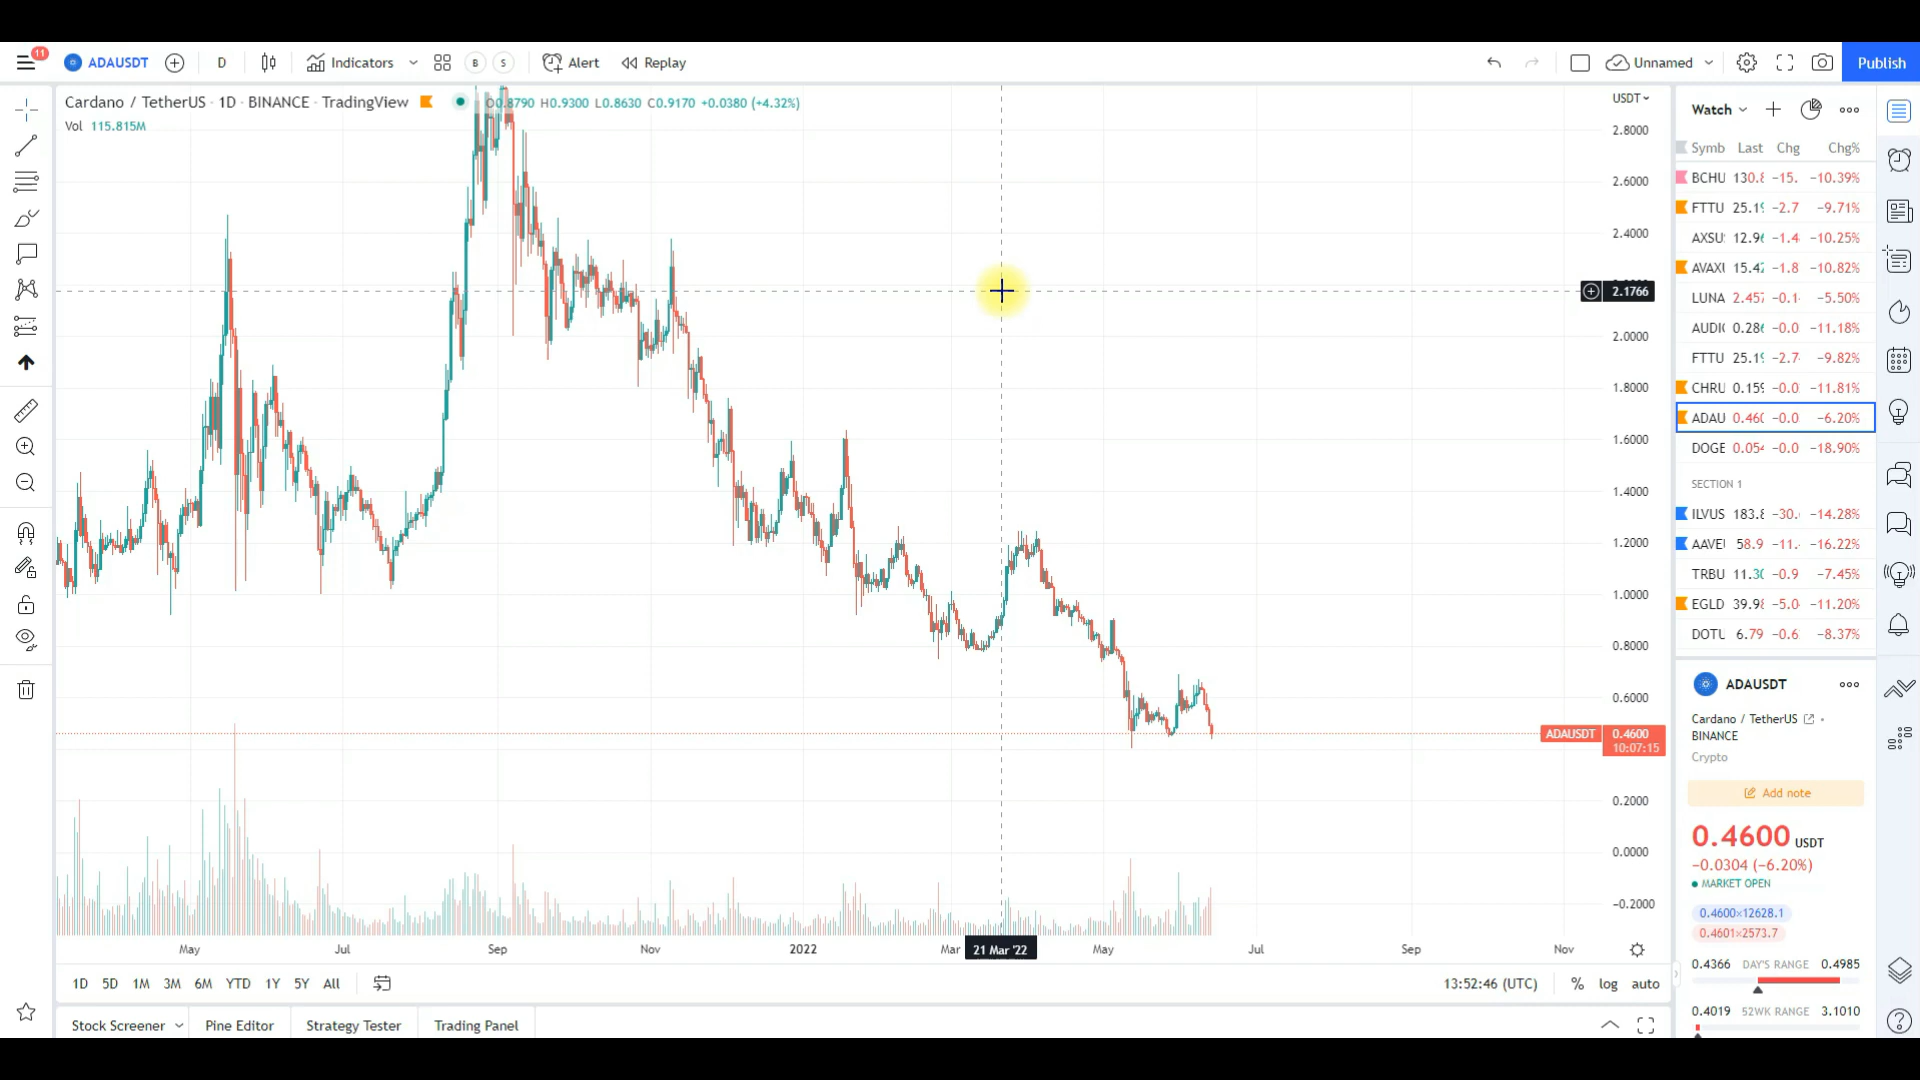 11
ADAUSDT D Indicators B S Alert Replay Unnamed Publish
Cardano / TetherUS · 1D · BINANCE · TradingView O0.8790 H0.9300 L0.8630 C0.9170 +0.0380 (+4.32%)
Vol 115.815M
USDT
2.8000
2.6000
2.4000
2.1766
2.0000
1.8000
1.6000
1.4000
1.2000
1.0000
0.8000
0.6000
ADAUSDT 0.4600
10:07:15
0.2000
0.0000
−0.2000
May Jul Sep Nov 2022 Mar 21 Mar '22 May Jul Sep Nov
1D 5D 1M 3M 6M YTD 1Y 5Y All 13:52:46 (UTC) % log auto
Stock Screener Pine Editor Strategy Tester Trading Panel
Watch
Symb Last Chg Chg%
BCHU 130.8 −15. −10.39%
FTTU 25.19 −2.7 −9.71%
AXSU 12.96 −1.4 −10.25%
AVAX 15.42 −1.8 −10.82%
LUNA 2.457 −0.1 −5.50%
AUDI 0.286 −0.0 −11.18%
FTTU 25.19 −2.7 −9.82%
CHRU 0.159 −0.0 −11.81%
ADAU 0.460 −0.0 −6.20%
DOGE 0.054 −0.0 −18.90%
SECTION 1
ILVUS 183.8 −30. −14.28%
AAVE 58.9 −11. −16.22%
TRBU 11.30 −0.9 −7.45%
EGLD 39.98 −5.0 −11.20%
DOTU 6.79 −0.6 −8.37%
ADAUSDT
Cardano / TetherUS
BINANCE
Crypto
Add note
0.4600 USDT
−0.0304 (−6.20%)
MARKET OPEN
0.4600×12628.1
0.4601×2573.7
0.4366 DAY'S RANGE 0.4985
0.4019 52WK RANGE 3.1010